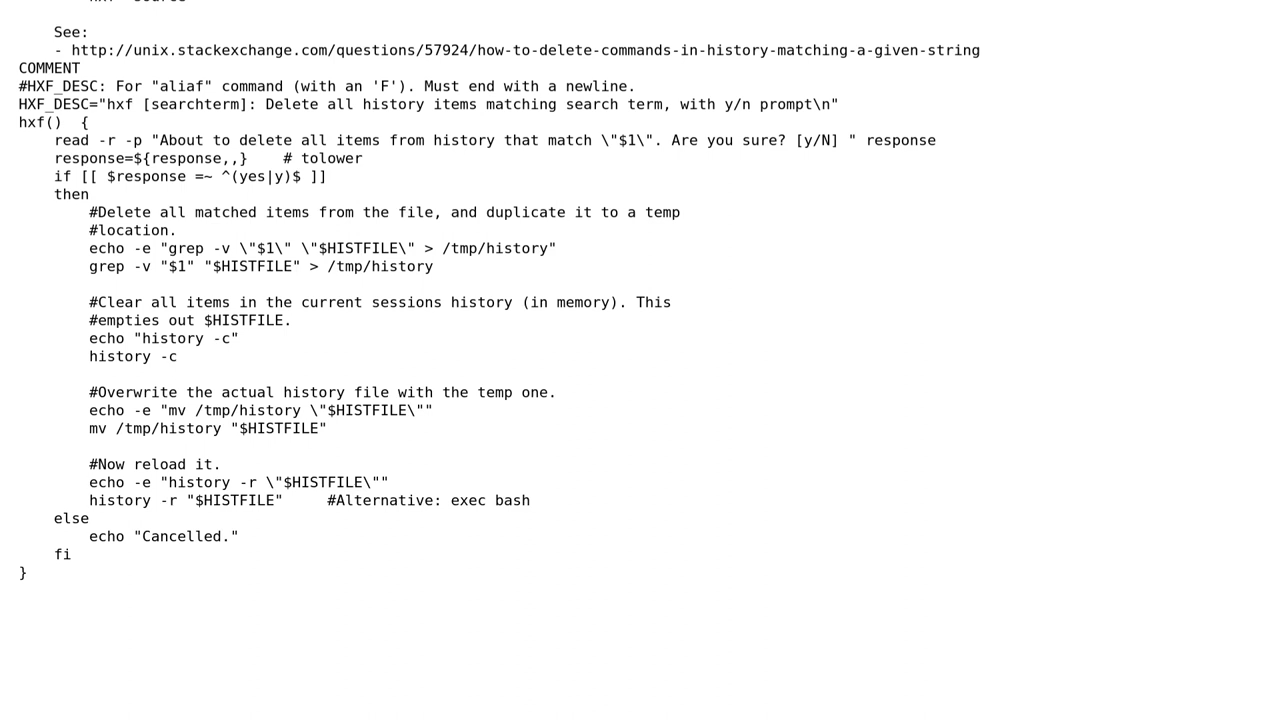 See:
- http://unix.stackexchange.com/questions/57924/how-to-delete-commands-in-history-matching-a-given-string
COMMENT
#HXF_DESC: For "aliaf" command (with an 'F'). Must end with a newline.
HXF_DESC="hxf [searchterm]: Delete all history items matching search term, with y/n prompt\n"
hxf()  {
    read -r -p "About to delete all items from history that match \"$1\". Are you sure? [y/N] " response
    response=${response,,}    # tolower
    if [[ $response =~ ^(yes|y)$ ]]
    then
        #Delete all matched items from the file, and duplicate it to a temp
        #location.
        echo -e "grep -v \"$1\" \"$HISTFILE\" > /tmp/history"
        grep -v "$1" "$HISTFILE" > /tmp/history
        #Clear all items in the current sessions history (in memory). This
        #empties out $HISTFILE.
        echo "history -c"
        history -c
        #Overwrite the actual history file with the temp one.
        echo -e "mv /tmp/history \"$HISTFILE\""
        mv /tmp/history "$HISTFILE"
        #Now reload it.
        echo -e "history -r \"$HISTFILE\""
        history -r "$HISTFILE"     #Alternative: exec bash
    else
        echo "Cancelled."
    fi
}